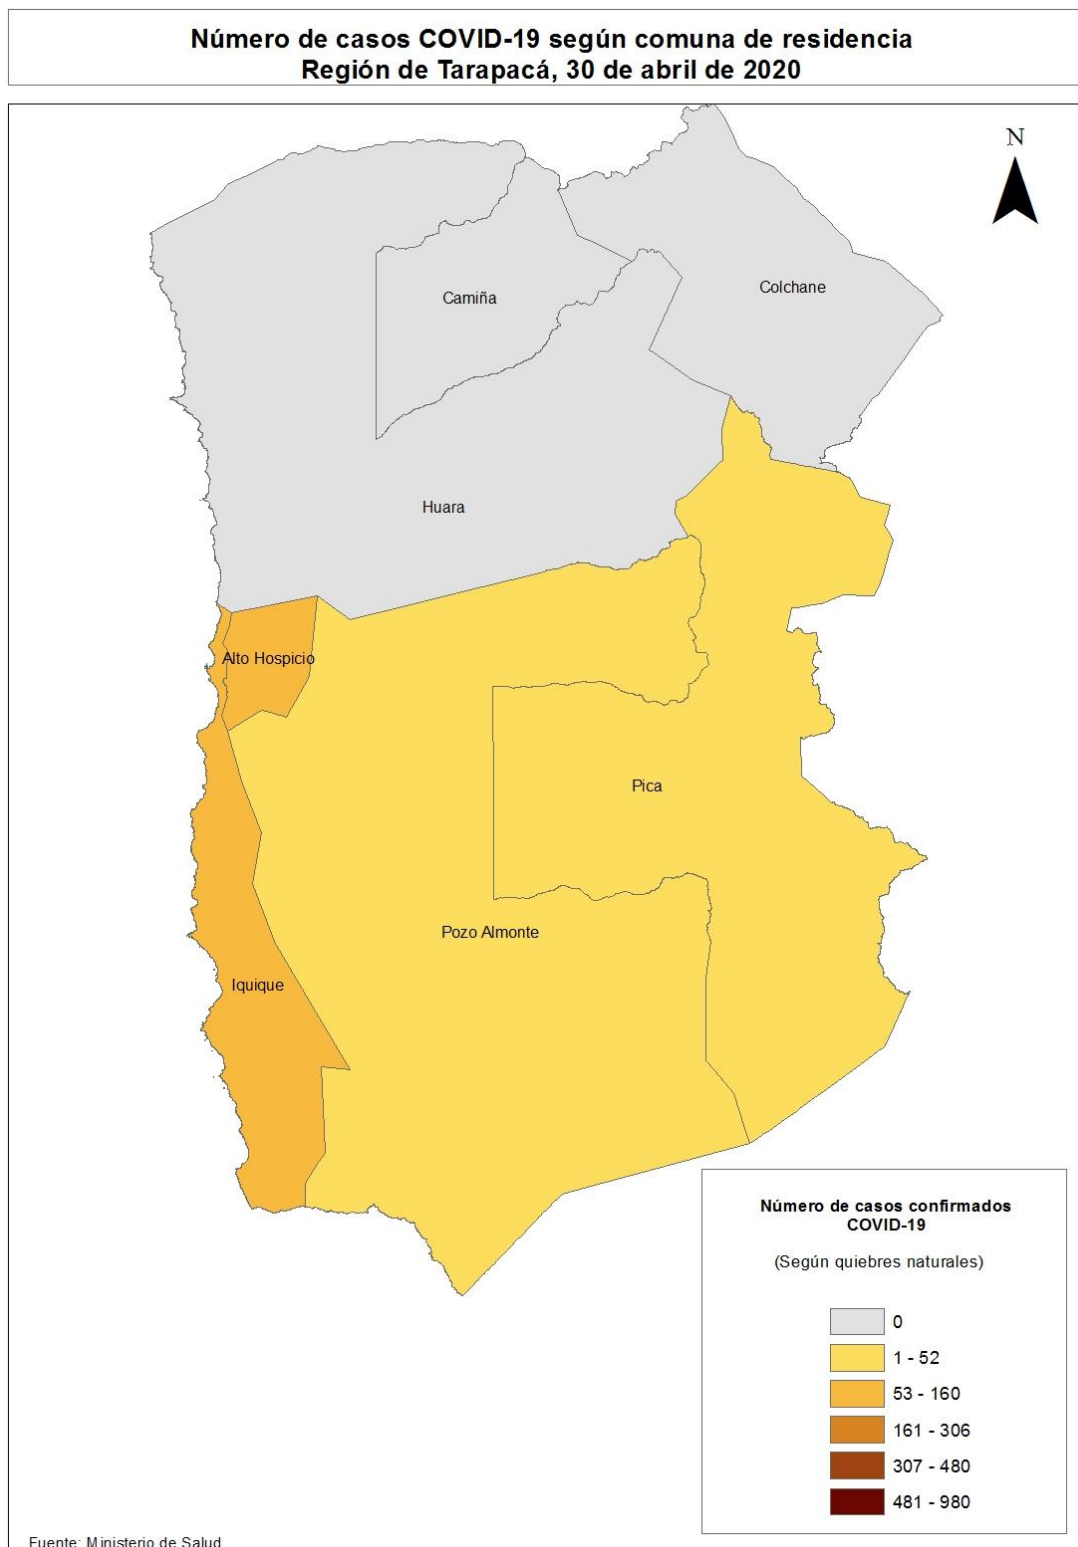 Número de casos COVID-19 según comuna de residencia
Región de Tarapacá, 30 de abril de 2020
N
Colchane
Camiña
Huara
Alto Hospicio
Pica
Pozo Almonte
Iquique
Número de casos confirmados
COVID-19
(Según quiebres naturales)
0
1 - 52
53 - 160
161 - 306
307 - 480
481 - 980
Fuente: Ministerio de Salud